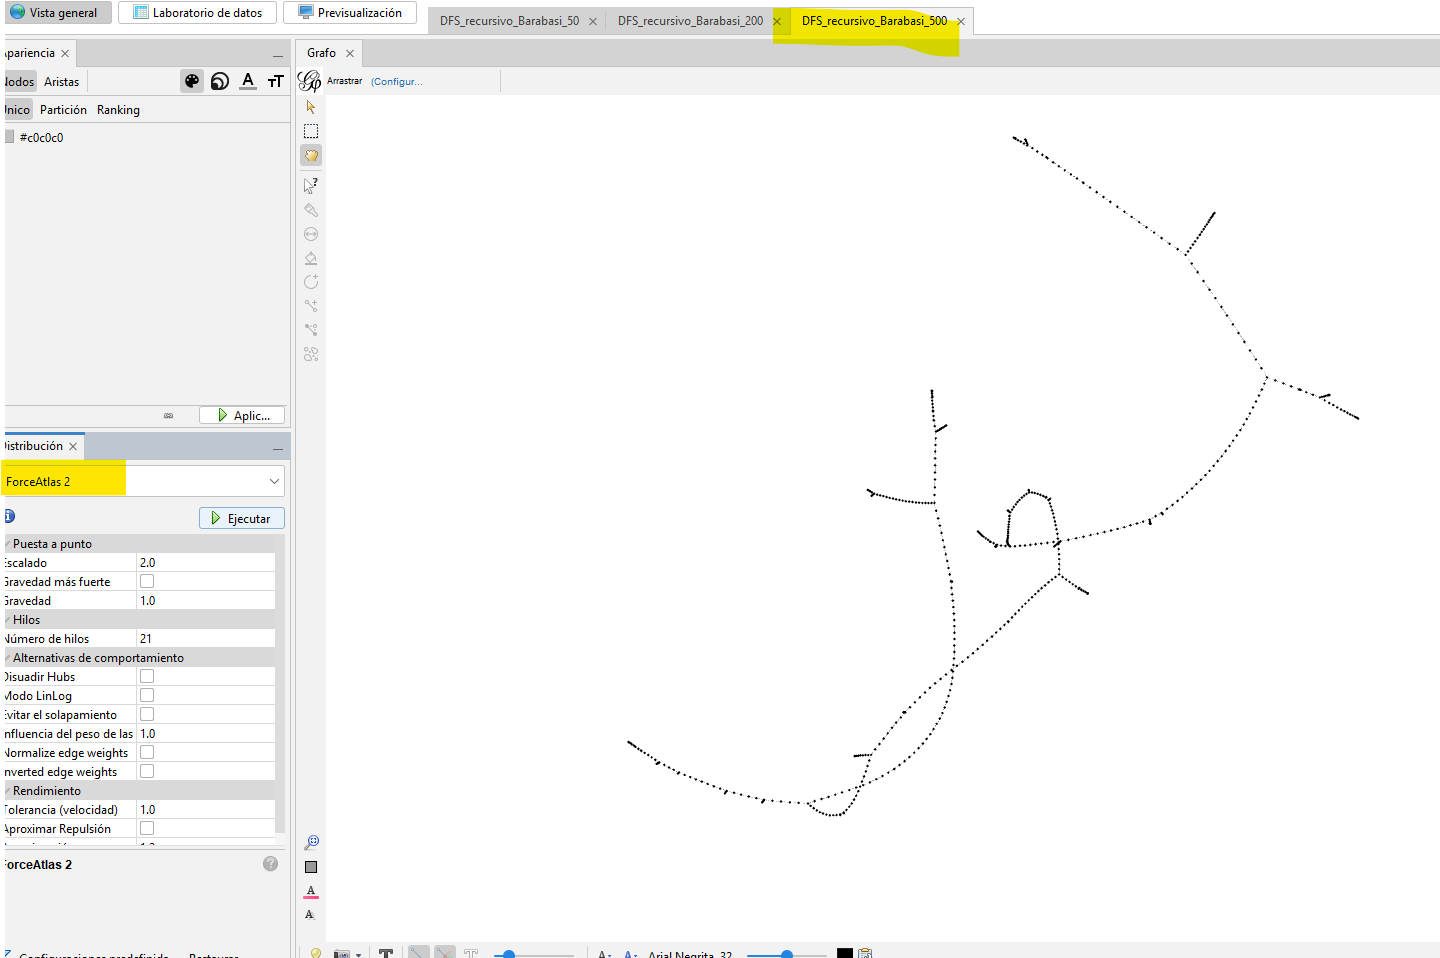 Vista general
Laboratorio de datos
Previsualización
DFS_recursivo_Barabasi_50
DFS_recursivo_Barabasi_200
DFS_recursivo_Barabasi_500
Apariencia
Grafo
Nodos Aristas
Arrastrar (Configur...
Único Partición Ranking
#c0c0c0
Aplic...
Distribución
ForceAtlas 2
Ejecutar
Puesta a punto
Escalado 2.0
Gravedad más fuerte
Gravedad 1.0
Hilos
Número de hilos 21
Alternativas de comportamiento
Disuadir Hubs
Modo LinLog
Evitar el solapamiento
Influencia del peso de las 1.0
Normalize edge weights
Inverted edge weights
Rendimiento
Tolerancia (velocidad) 1.0
Aproximar Repulsión
ForceAtlas 2
Configuraciones predefinido
Restaurar
Arial Negrita, 32